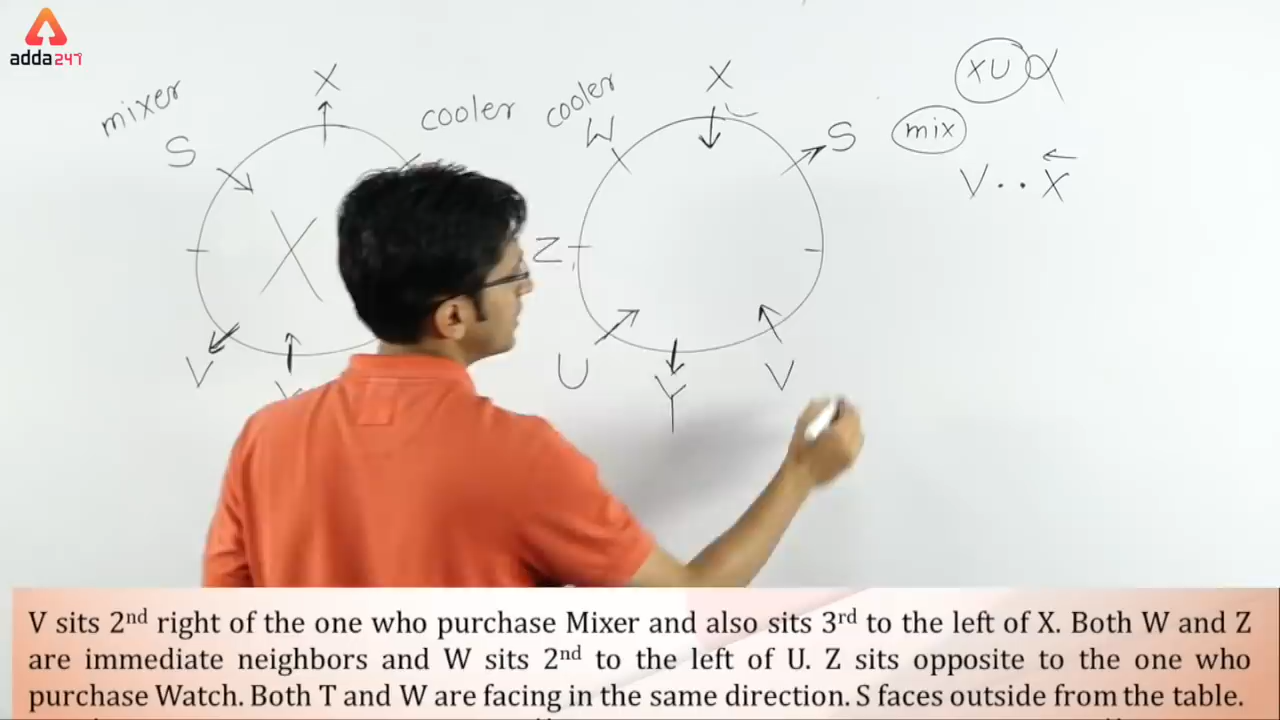 adda247
mixer
S
X
cooler
V
cooler
W
X
S
Z
U
Y
V
XU
mix
V..X
V sits 2nd right of the one who purchase Mixer and also sits 3rd to the left of X. Both W and Z
are immediate neighbors and W sits 2nd to the left of U. Z sits opposite to the one who
purchase Watch. Both T and W are facing in the same direction. S faces outside from the table.